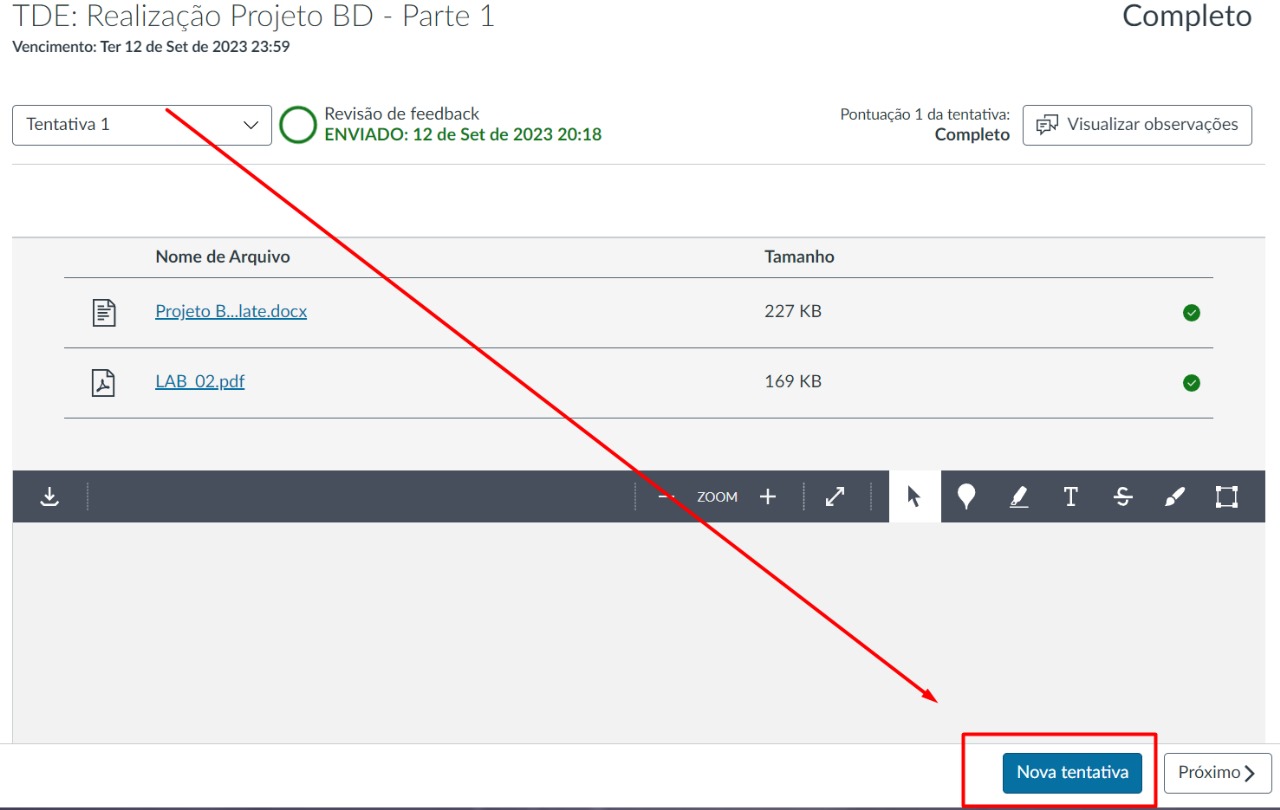 TDE: Realização Projeto BD - Parte 1
Completo
Vencimento: Ter 12 de Set de 2023 23:59
Tentativa 1
Revisão de feedback
ENVIADO: 12 de Set de 2023 20:18
Pontuação 1 da tentativa:
Completo
Visualizar observações
Nome de Arquivo
Tamanho
Projeto B...late.docx
227 KB
LAB_02.pdf
169 KB
ZOOM
Nova tentativa
Próximo